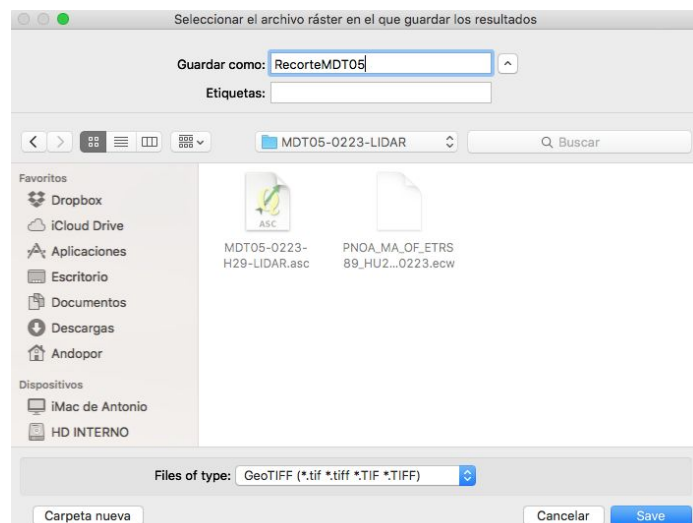 Seleccionar el archivo ráster en el que guardar los resultados
Guardar como: RecorteMDT05
Etiquetas:
MDT05-0223-LIDAR
Buscar
Favoritos
Dropbox
iCloud Drive
Aplicaciones
Escritorio
Documentos
Descargas
Andopor
Dispositivos
iMac de Antonio
HD INTERNO
ASC
MDT05-0223-
H29-LIDAR.asc
PNOA_MA_OF_ETRS
89_HU2...0223.ecw
Files of type: GeoTIFF (*.tif *.tiff *.TIF *.TIFF)
Carpeta nueva
Cancelar
Save